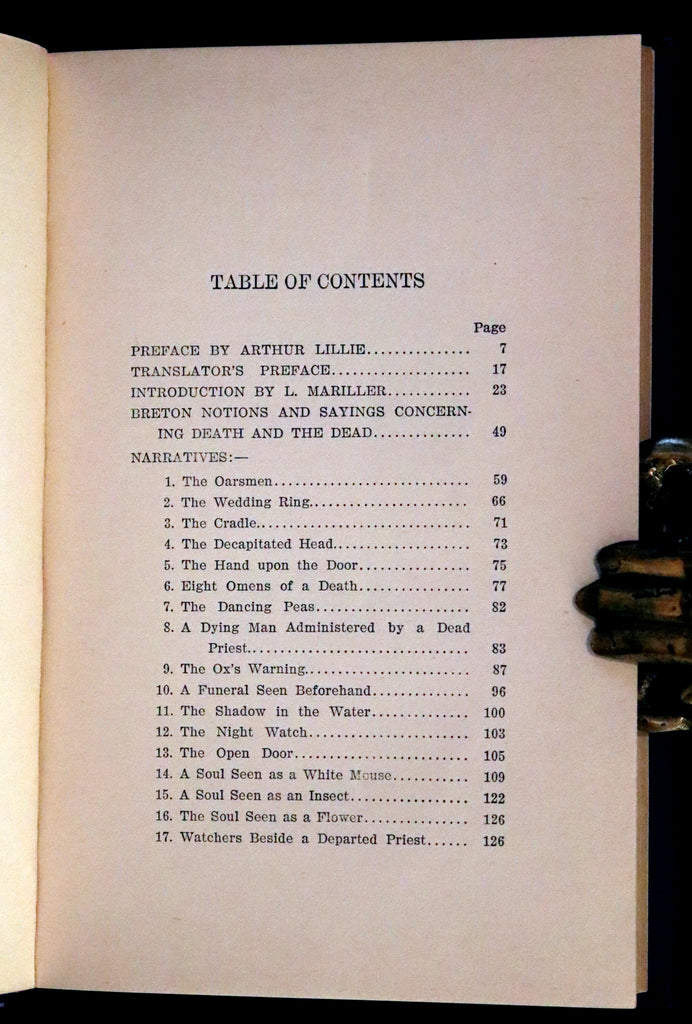 TABLE OF CONTENTS
Page
PREFACE BY ARTHUR LILLIE............... 7
TRANSLATOR'S PREFACE.................... 17
INTRODUCTION BY L. MARILLER............ 23
BRETON NOTIONS AND SAYINGS CONCERN-
ING DEATH AND THE DEAD.............. 49
NARRATIVES:—
1. The Oarsmen............................ 59
2. The Wedding Ring....................... 66
3. The Cradle............................... 71
4. The Decapitated Head.................... 73
5. The Hand upon the Door................ 75
6. Eight Omens of a Death................ 77
7. The Dancing Peas...................... 82
8. A Dying Man Administered by a Dead
Priest................................ 83
9. The Ox's Warning........................ 87
10. A Funeral Seen Beforehand.............. 96
11. The Shadow in the Water.............. 100
12. The Night Watch....................... 103
13. The Open Door......................... 105
14. A Soul Seen as a White Mouse........... 109
15. A Soul Seen as an Insect................. 122
16. The Soul Seen as a Flower............... 126
17. Watchers Beside a Departed Priest...... 126